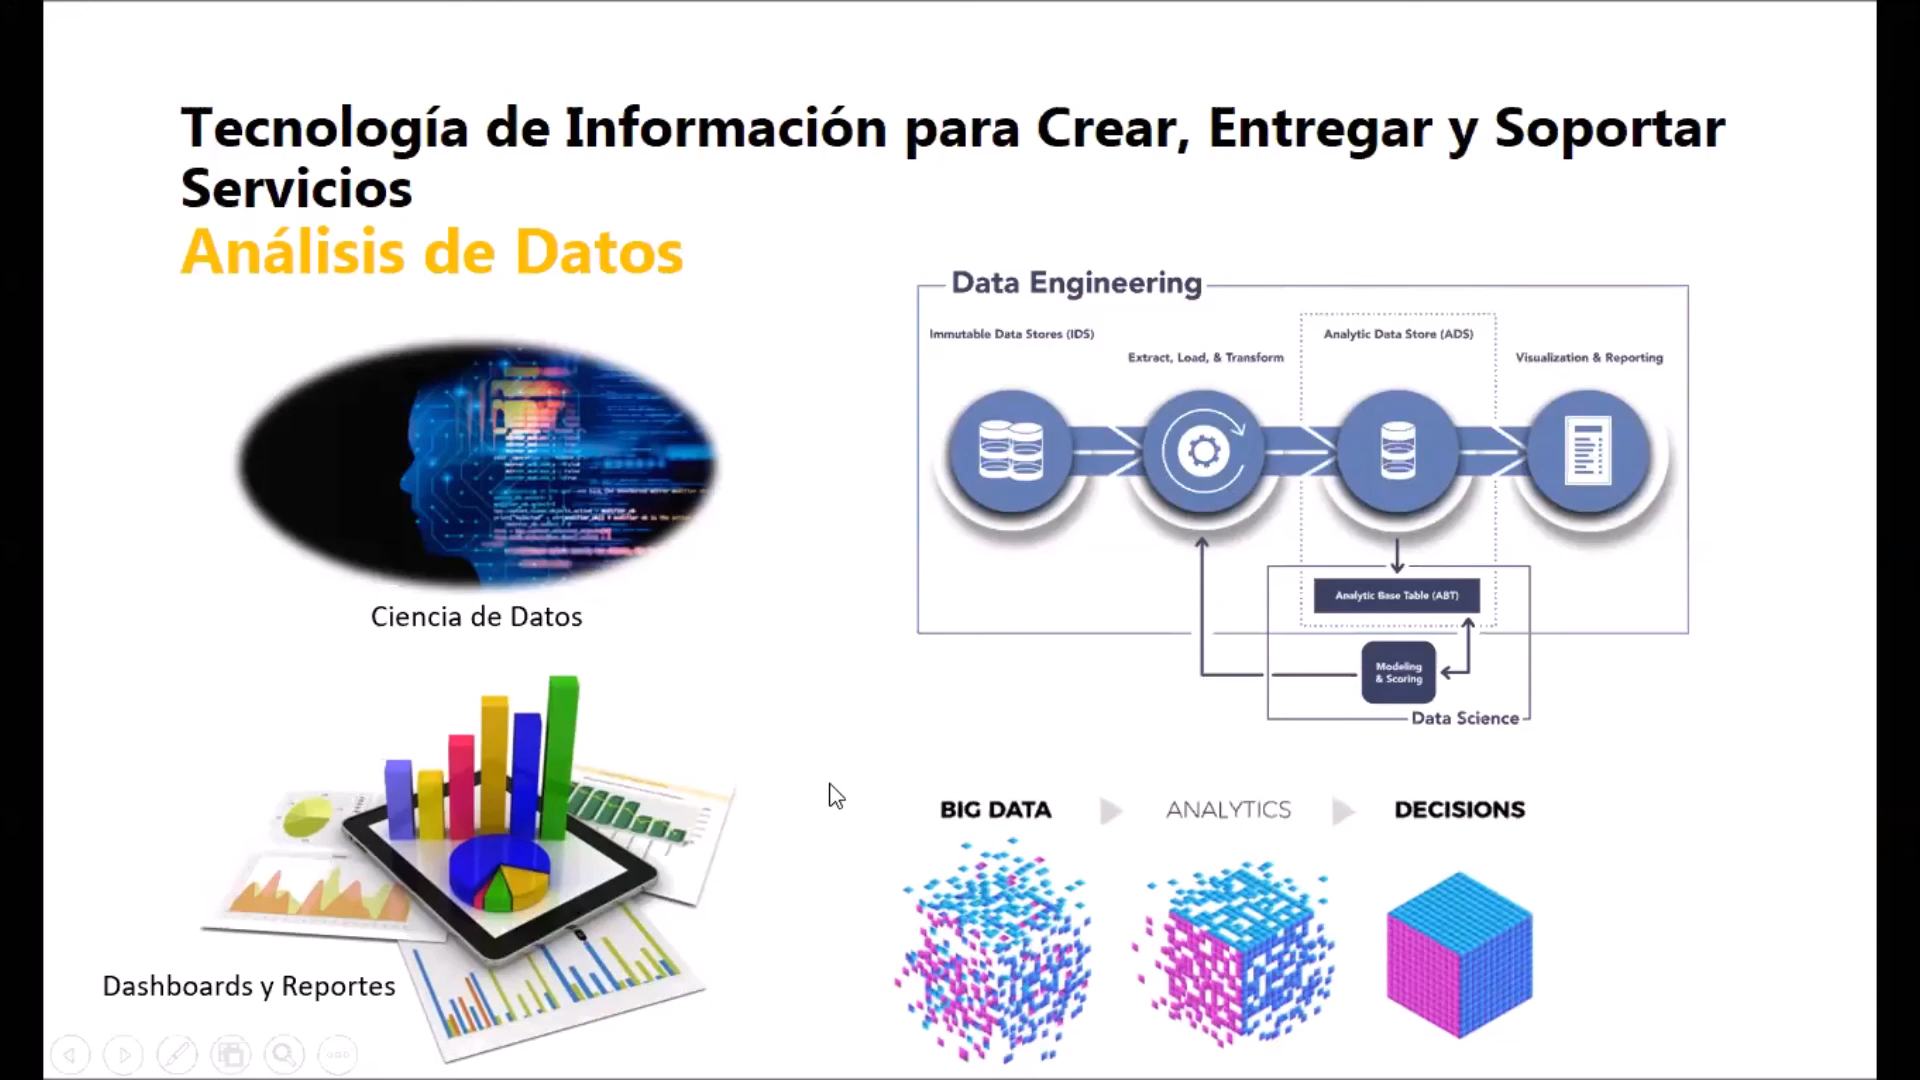 Tecnología de Información para Crear, Entregar y Soportar
Servicios
Análisis de Datos
Ciencia de Datos
Dashboards y Reportes
Data Engineering
Immutable Data Stores (IDS)
Extract, Load, & Transform
Analytic Data Store (ADS)
Visualization & Reporting
Analytic Base Table (ABT)
Modeling
& Scoring
Data Science
BIG DATA
ANALYTICS
DECISIONS